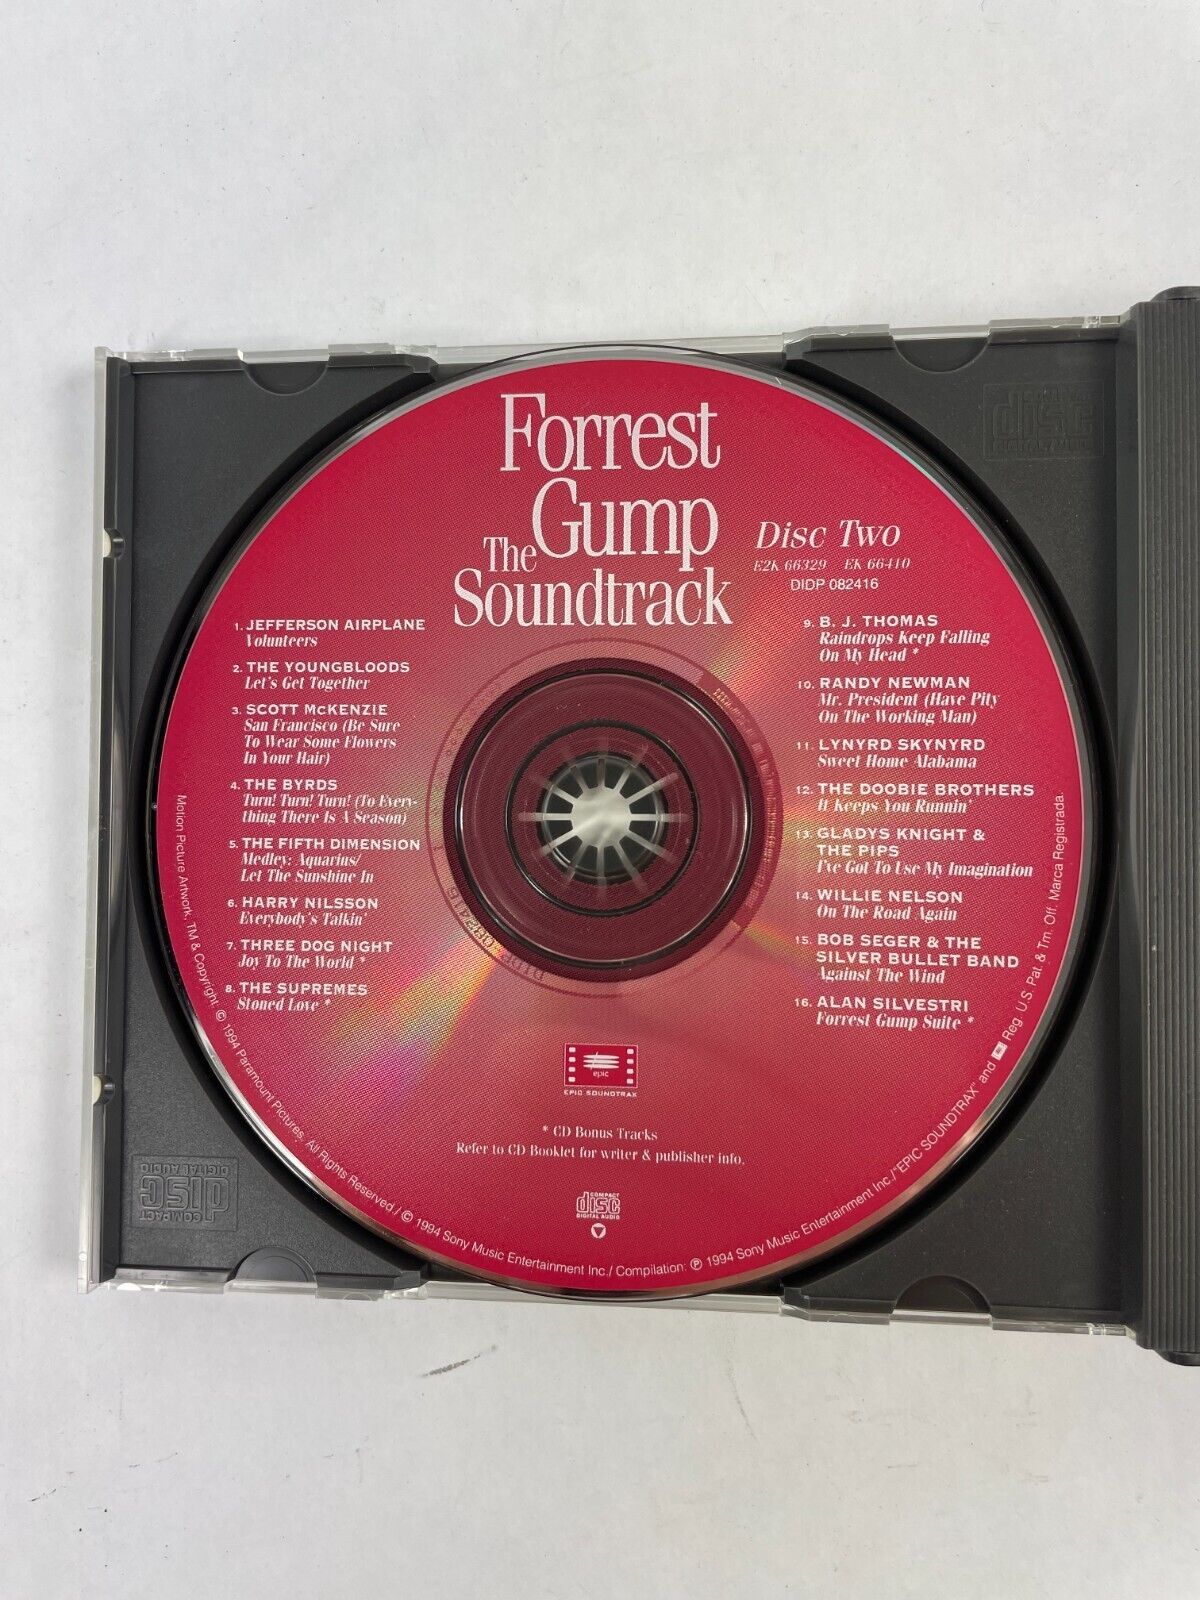 Forrest
Gump
The
Soundtrack
Disc Two
E2K 66329 EK 66410
DIDP 082416
1. JEFFERSON AIRPLANE
Volunteers
2. THE YOUNGBLOODS
Let's Get Together
3. SCOTT McKENZIE
San Francisco (Be Sure
To Wear Some Flowers
In Your Hair)
4. THE BYRDS
Turn! Turn! Turn! (To Every-
thing There Is A Season)
5. THE FIFTH DIMENSION
Medley: Aquarius/
Let The Sunshine In
6. HARRY NILSSON
Everybody's Talkin'
7. THREE DOG NIGHT
Joy To The World *
8. THE SUPREMES
Stoned Love *
9. B. J. THOMAS
Raindrops Keep Falling
On My Head *
10. RANDY NEWMAN
Mr. President (Have Pity
On The Working Man)
11. LYNYRD SKYNYRD
Sweet Home Alabama
12. THE DOOBIE BROTHERS
It Keeps You Runnin'
13. GLADYS KNIGHT &
THE PIPS
I've Got To Use My Imagination
14. WILLIE NELSON
On The Road Again
15. BOB SEGER & THE
SILVER BULLET BAND
Against The Wind
16. ALAN SILVESTRI
Forrest Gump Suite *
epic
EPIC SOUNDTRAX
* CD Bonus Tracks
Refer to CD Booklet for writer & publisher info.
COMPACT
disc
DIGITAL AUDIO
Motion Picture Artwork, TM & Copyright © 1994 Paramount Pictures. All Rights Reserved./ © 1994 Sony Music Entertainment Inc./ Compilation: ℗ 1994 Sony Music Entertainment Inc./"EPIC SOUNDTRAX" and Reg. U.S. Pat. & Tm. Off. Marca Registrada.
disc
COMPACT
disc
DIGITAL AUDIO